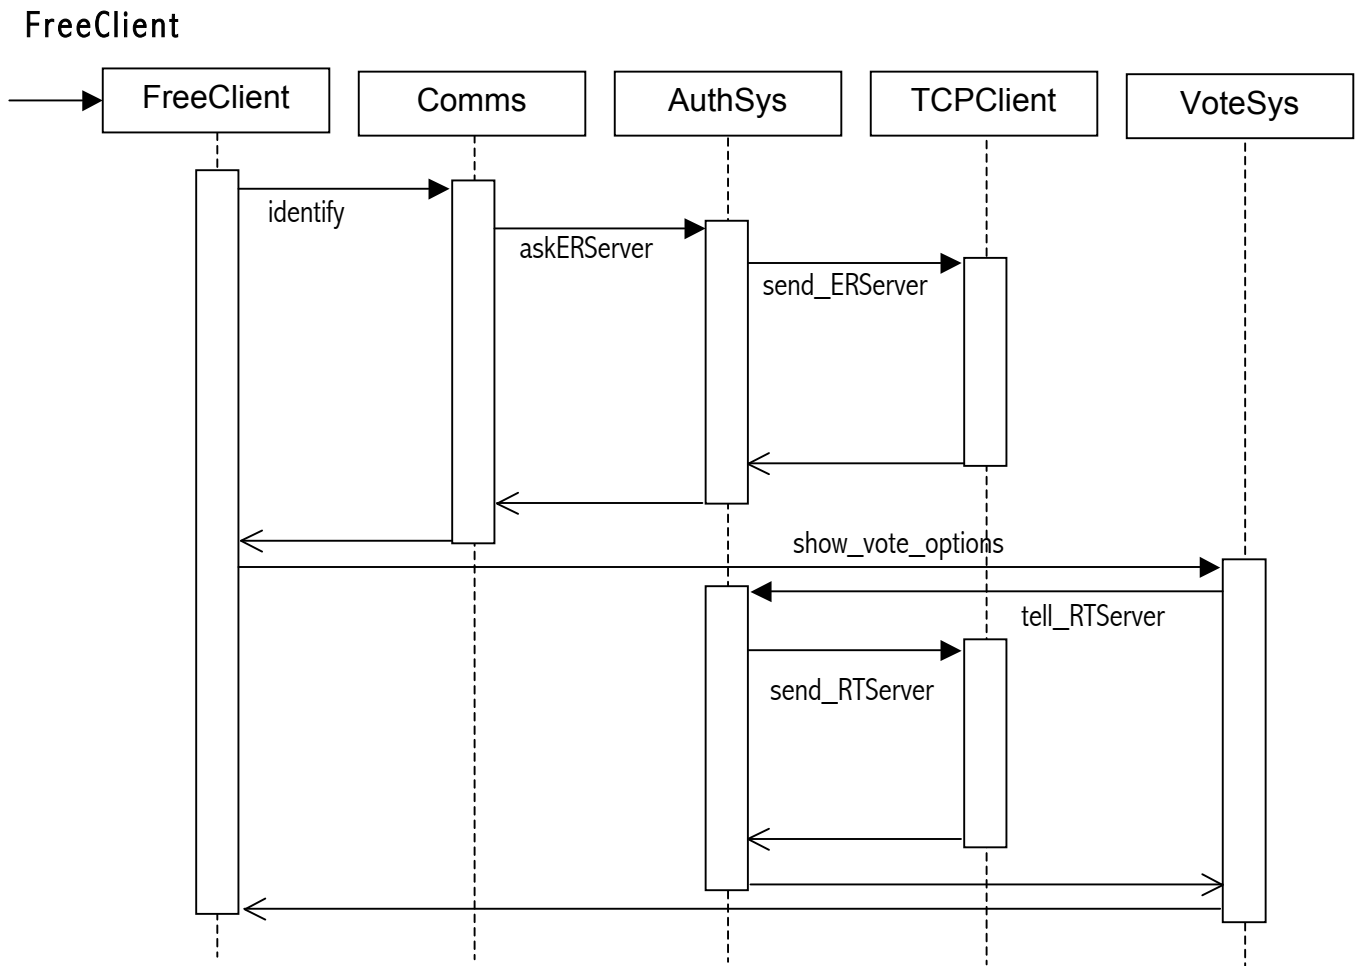 FreeClient
FreeClient
Comms
AuthSys
TCPClient
VoteSys
identify
askERServer
send_ERServer
show_vote_options
tell_RTServer
send_RTServer